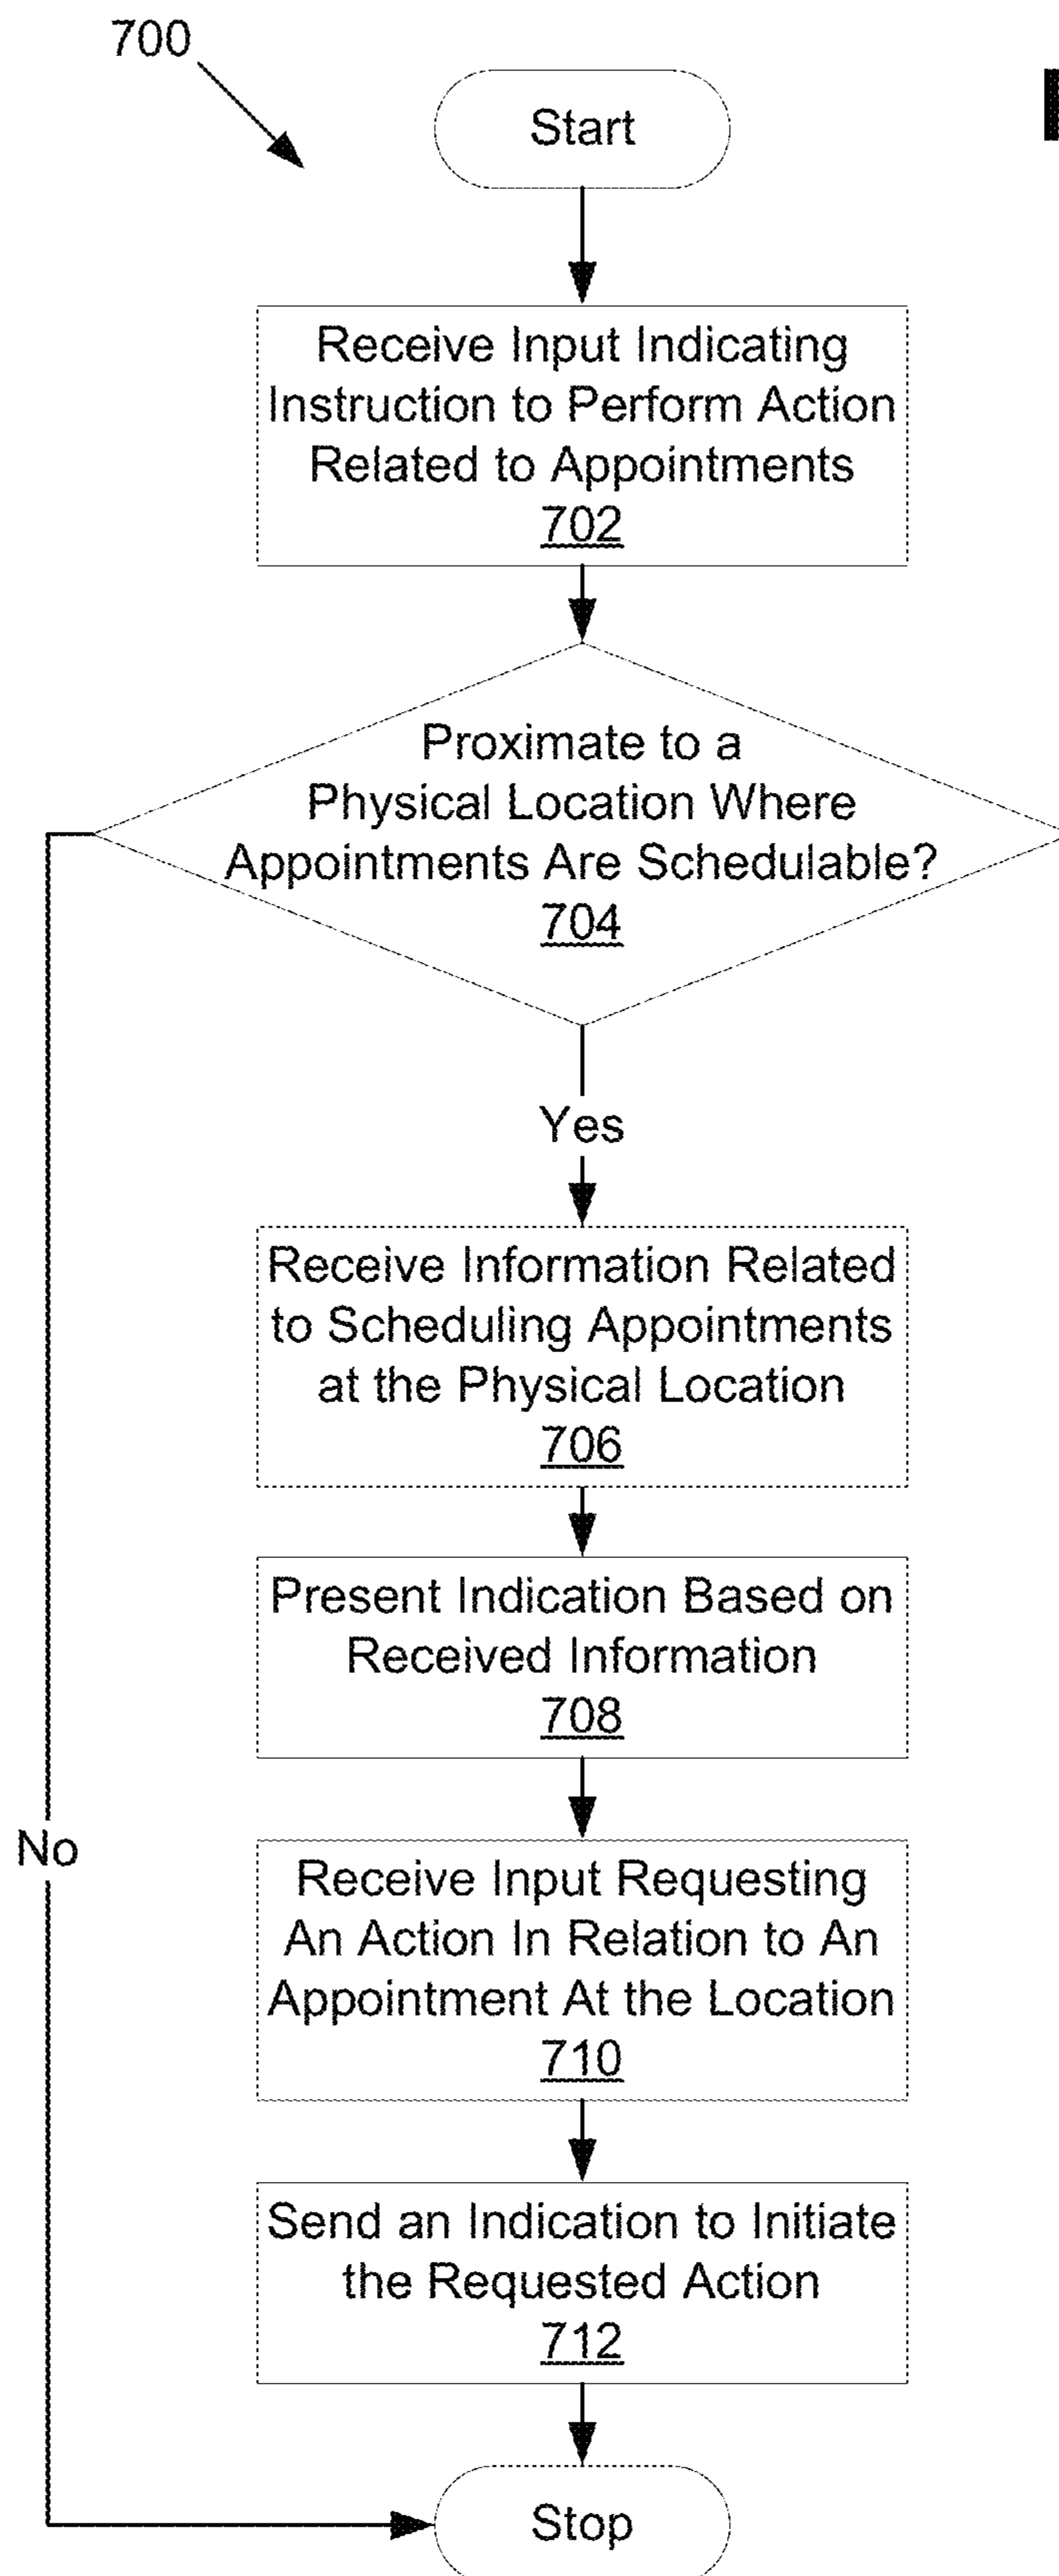 700
Start
Receive Input Indicating
Instruction to Perform Action
Related to Appointments
702
Proximate to a
Physical Location Where
Appointments Are Schedulable?
704
Yes
Receive Information Related
to Scheduling Appointments
at the Physical Location
706
Present Indication Based on
Received Information
708
No
Receive Input Requesting
An Action In Relation to An
Appointment At the Location
710
Send an Indication to Initiate
the Requested Action
712
Stop